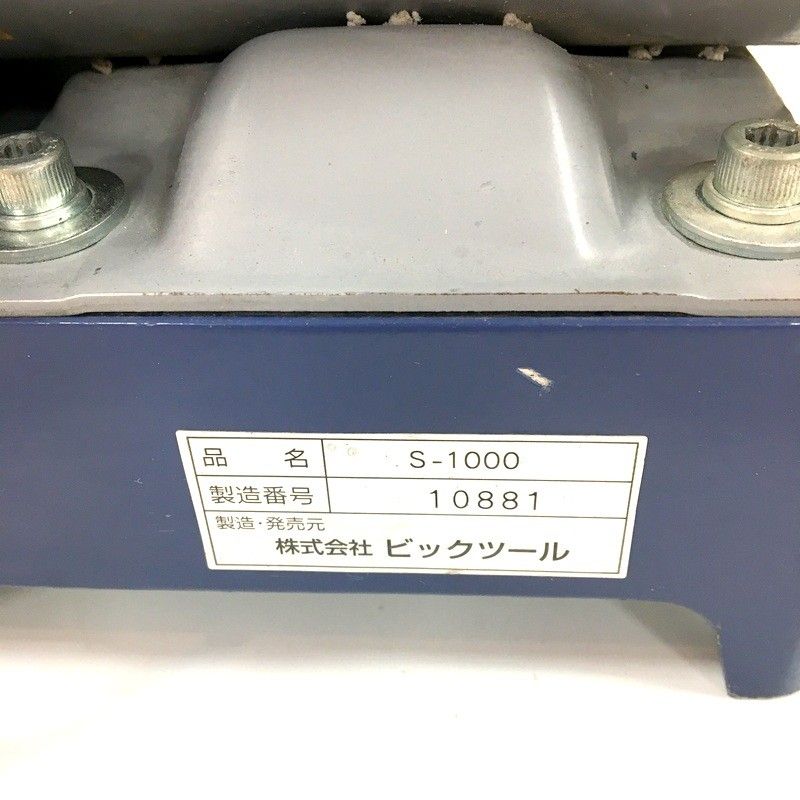 品名 S-1000
製造番号 10881
製造・発売元
株式会社 ビックツール